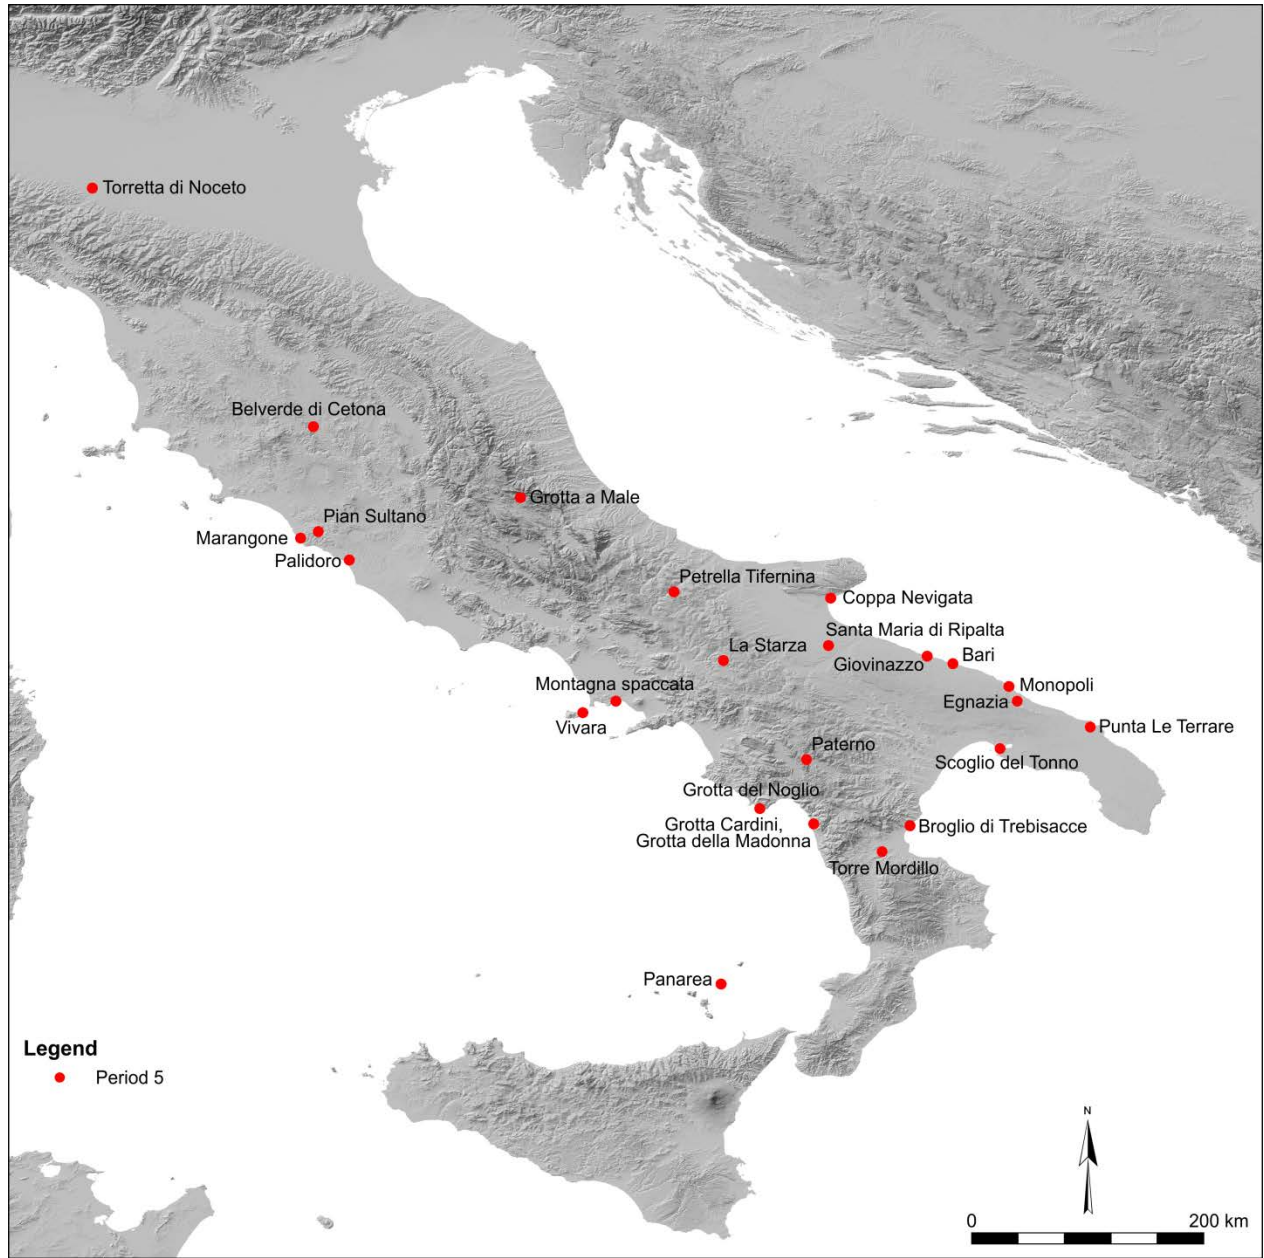 Torretta di Noceto
Belverde di Cetona
Grotta a Male
Pian Sultano
Marangone
Palidoro
Petrella Tifernina
Coppa Nevigata
Santa Maria di Ripalta
La Starza
Giovinazzo
Bari
Montagna spaccata
Monopoli
Egnazia
Vivara
Punta Le Terrare
Paterno
Scoglio del Tonno
Grotta del Noglio
Grotta Cardini,
Grotta della Madonna
Broglio di Trebisacce
Torre Mordillo
Panarea
Legend
Period 5
N
0 200 km